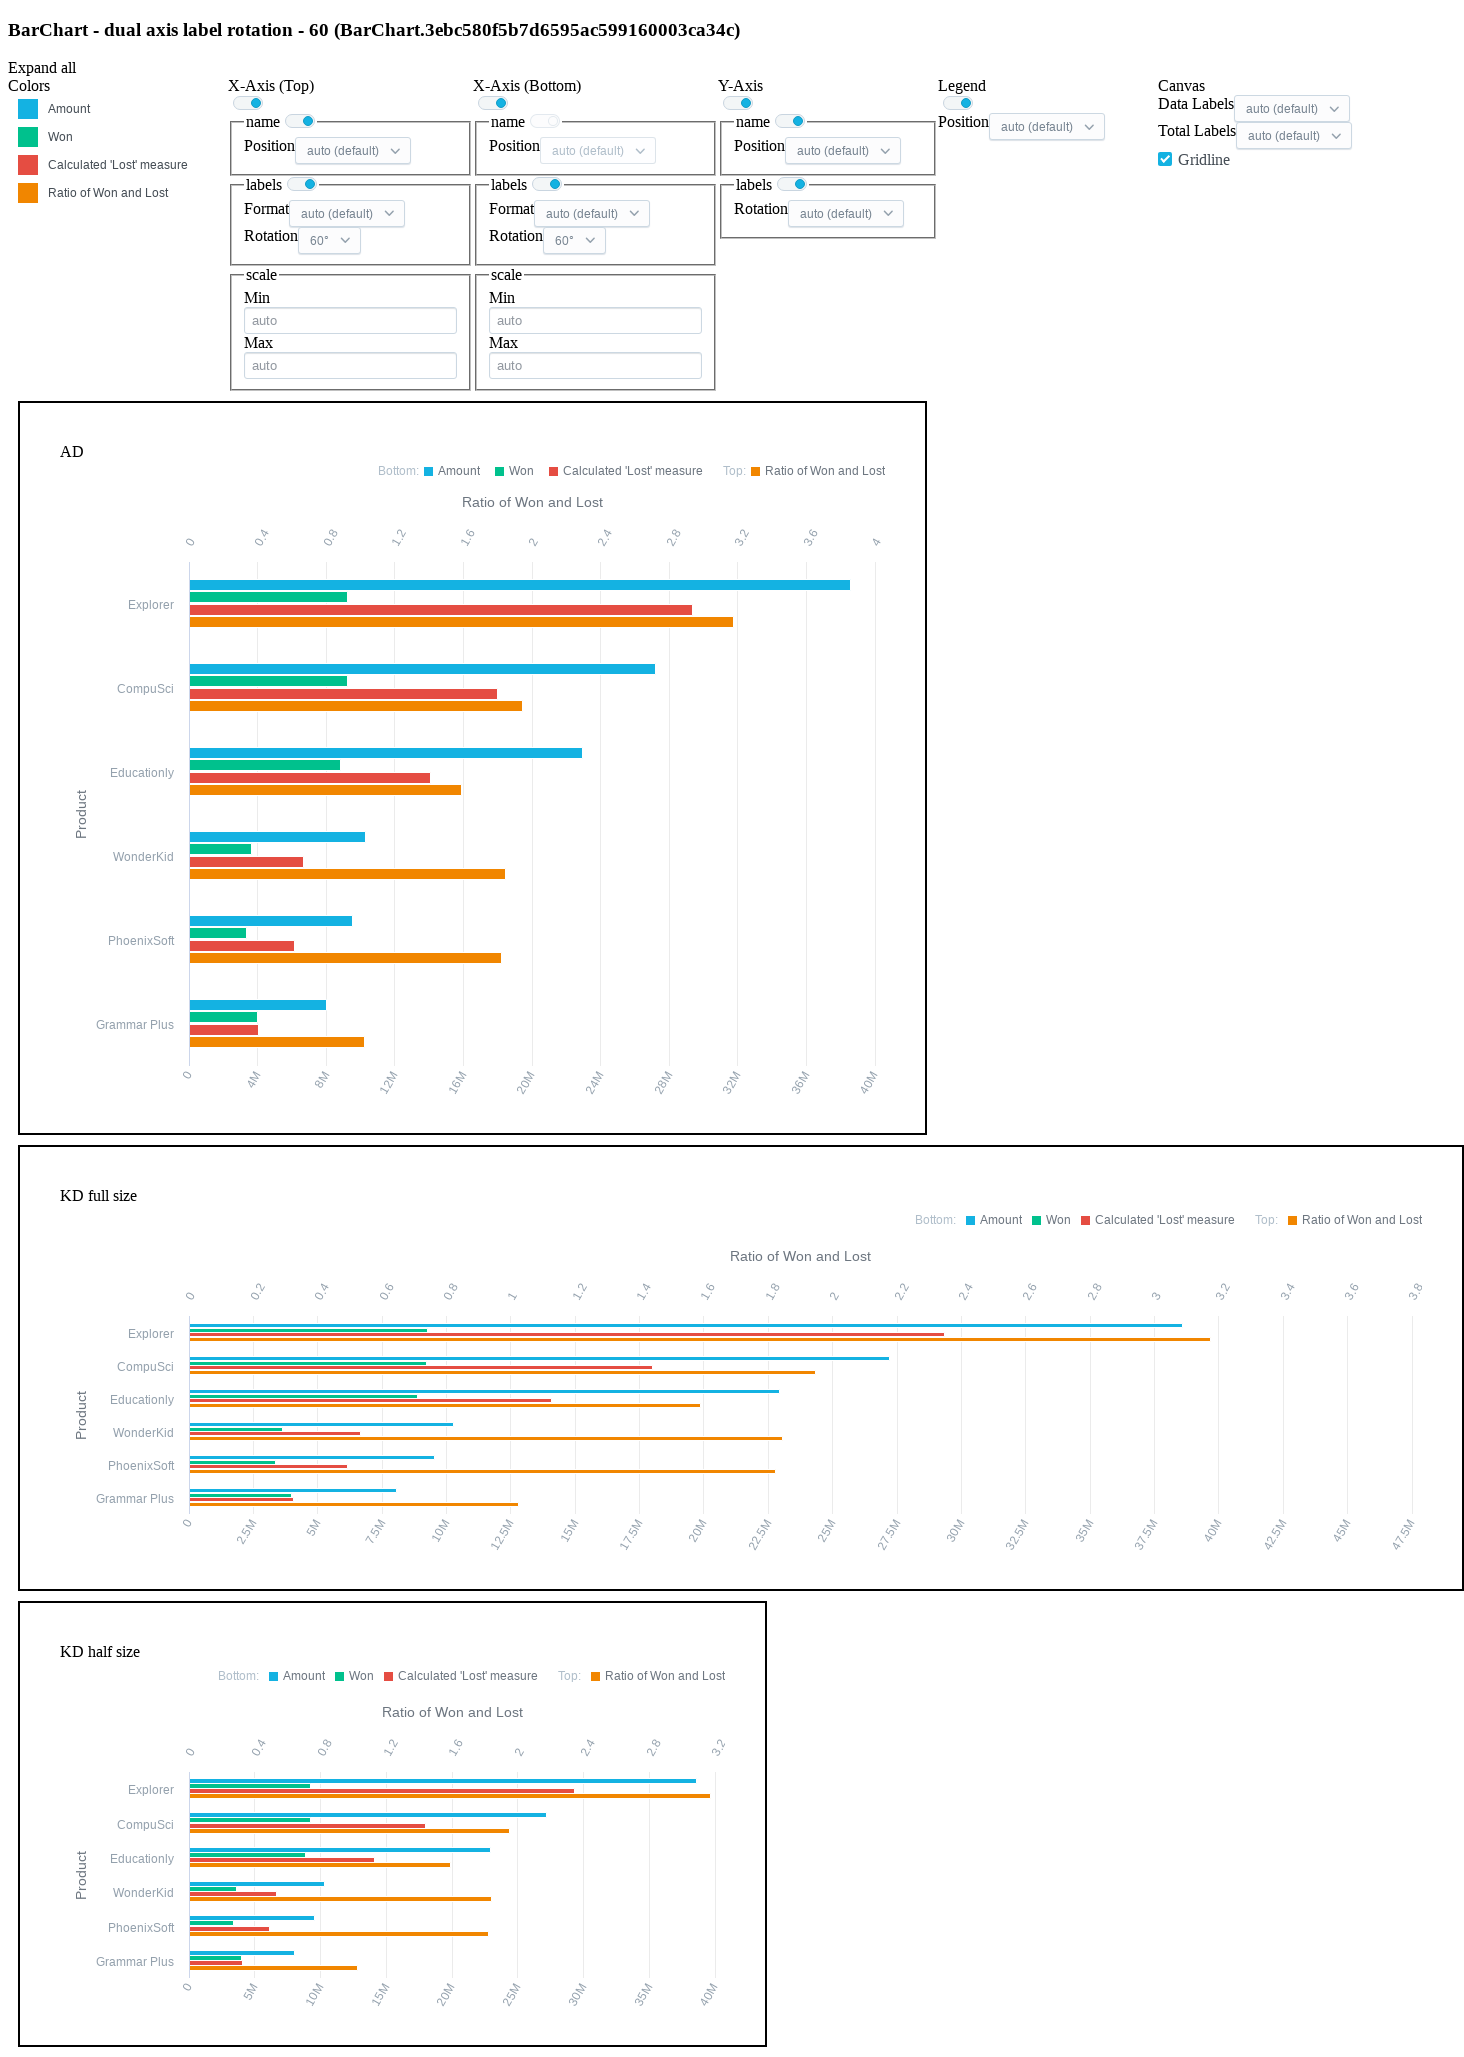 BarChart - dual axis label rotation - 60 (BarChart.3ebc580f5b7d6595ac599160003ca34c)
Expand all
Colors
Amount
Won
Calculated 'Lost' measure
Ratio of Won and Lost
X-Axis (Top)
name
Position auto (default)
labels
Format auto (default)
Rotation 60°
scale
Min
auto
Max
auto
X-Axis (Bottom)
name
Position auto (default)
labels
Format auto (default)
Rotation 60°
scale
Min
auto
Max
auto
Y-Axis
name
Position auto (default)
labels
Rotation auto (default)
Legend
Position auto (default)
Canvas
Data Labels auto (default)
Total Labels auto (default)
Gridline
AD
Bottom: Amount Won Calculated 'Lost' measure Top: Ratio of Won and Lost
Ratio of Won and Lost
0 0.4 0.8 1.2 1.6 2 2.4 2.8 3.2 3.6 4
Product
Explorer
CompuSci
Educationly
WonderKid
PhoenixSoft
Grammar Plus
0 4M 8M 12M 16M 20M 24M 28M 32M 36M 40M
KD full size
Bottom: Amount Won Calculated 'Lost' measure Top: Ratio of Won and Lost
Ratio of Won and Lost
0 0.2 0.4 0.6 0.8 1 1.2 1.4 1.6 1.8 2 2.2 2.4 2.6 2.8 3 3.2 3.4 3.6 3.8
Product
Explorer
CompuSci
Educationly
WonderKid
PhoenixSoft
Grammar Plus
0 2.5M 5M 7.5M 10M 12.5M 15M 17.5M 20M 22.5M 25M 27.5M 30M 32.5M 35M 37.5M 40M 42.5M 45M 47.5M
KD half size
Bottom: Amount Won Calculated 'Lost' measure Top: Ratio of Won and Lost
Ratio of Won and Lost
0 0.4 0.8 1.2 1.6 2 2.4 2.8 3.2
Product
Explorer
CompuSci
Educationly
WonderKid
PhoenixSoft
Grammar Plus
0 5M 10M 15M 20M 25M 30M 35M 40M